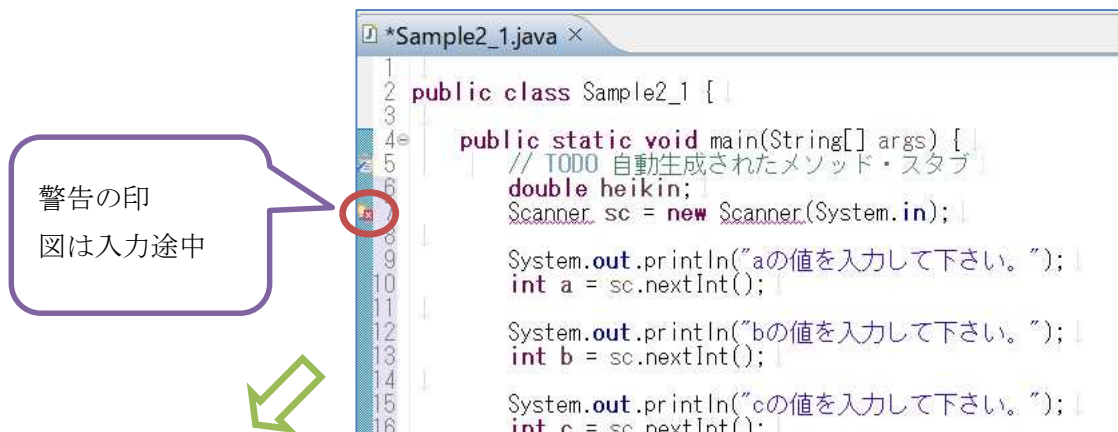 *Sample2_1.java ×
1
2 public class Sample2_1 {
3
4 public static void main(String[] args) {
5 // TODO 自動生成されたメソッド・スタブ
6 double heikin;
7 Scanner sc = new Scanner(System.in);
8
9 System.out.println("aの値を入力して下さい。");
10 int a = sc.nextInt();
11
12 System.out.println("bの値を入力して下さい。");
13 int b = sc.nextInt();
14
15 System.out.println("cの値を入力して下さい。");
16 int c = sc.nextInt();
警告の印
図は入力途中